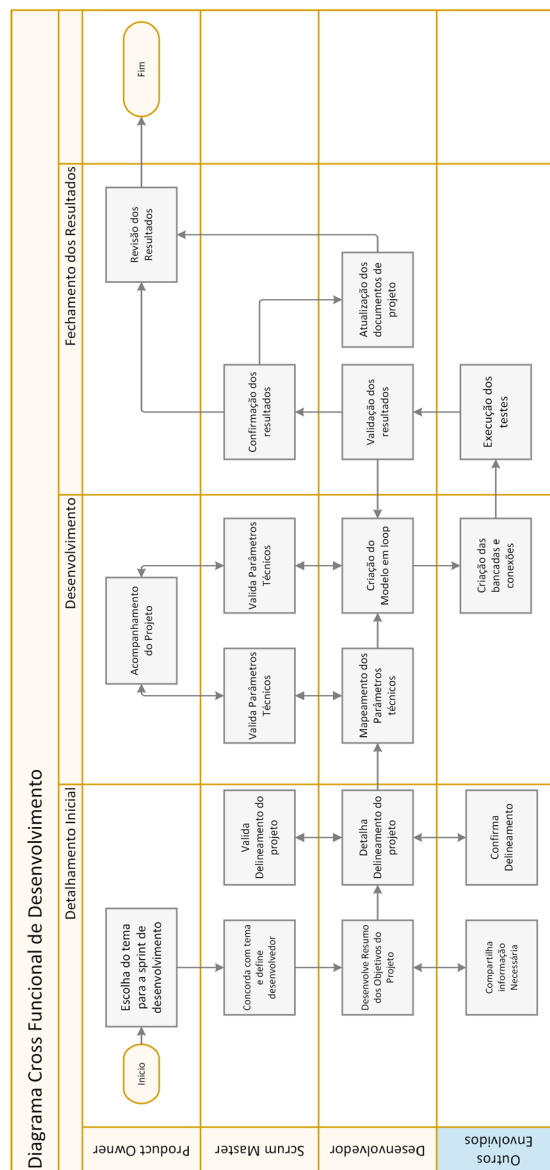 Diagrama Cross Funcional de Desenvolvimento
Detalhamento Inicial
Desenvolvimento
Fechamento dos Resultados
Product Owner
Inicio
Escolha do tema
para a sprint de
desenvolvimento
Acompanhamento
do Projeto
Revisão dos
Resultados
Fim
Scrum Master
Concorda com tema
e define
desenvolvedor
Valida
Delineamento do
projeto
Valida Parâmetros
Técnicos
Valida Parâmetros
Técnicos
Confirmação dos
resultados
Desenvolvedor
Desenvolve Resumo
dos Objetivos do
Projeto
Detalha
Delineamento do
projeto
Mapeamento dos
Parâmetros
técnicos
Criação do
Modelo em loop
Validação dos
resultados
Atualização dos
documentos de
projeto
Outros
Envolvidos
Compartilha
informação
Necessária
Confirma
Delineamento
Criação das
bancadas e
conexões
Execução dos
testes